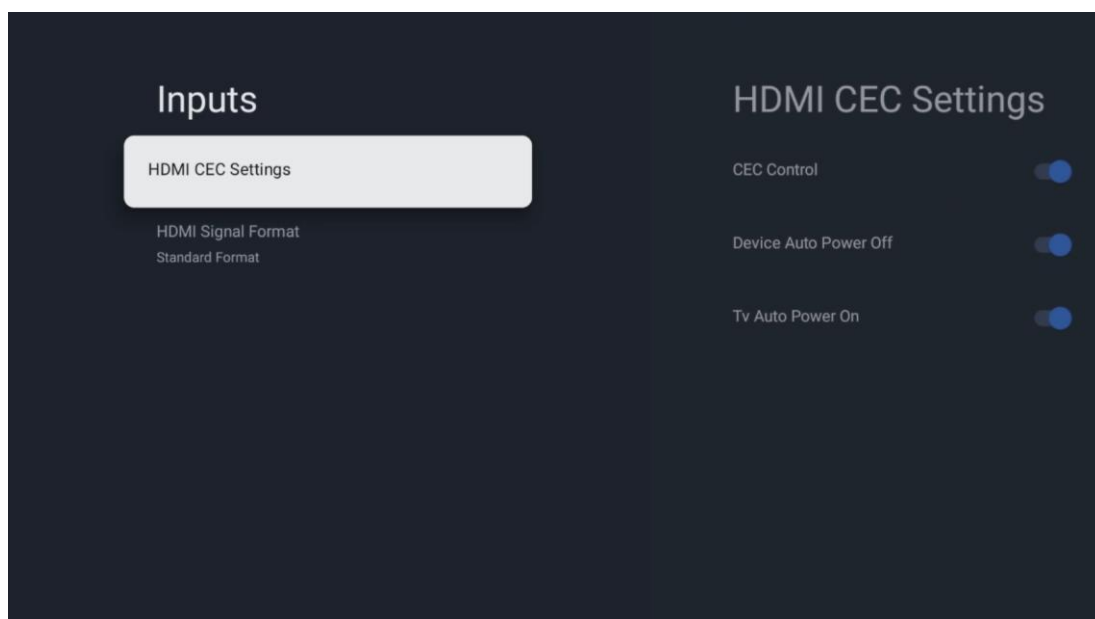 Inputs
HDMI CEC Settings
HDMI Signal Format
Standard Format
HDMI CEC Settings
CEC Control
Device Auto Power Off
Tv Auto Power On